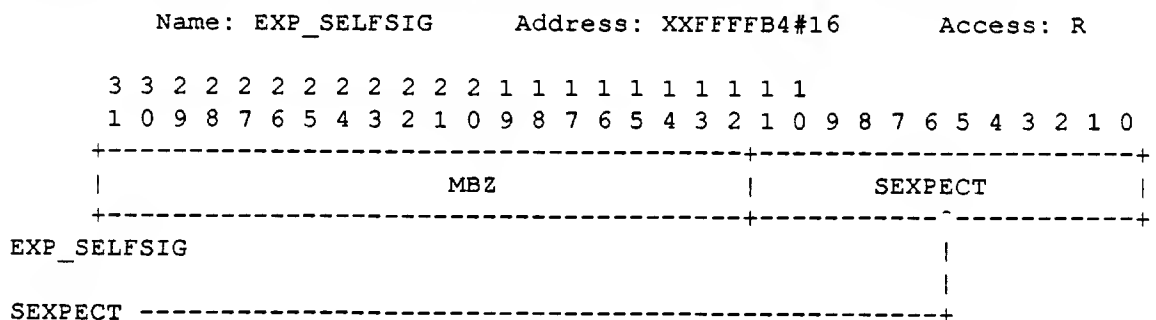 Name: EXP_SELFSIG Address: XXFFFFB4#16 Access: R
3 3 2 2 2 2 2 2 2 2 2 2 1 1 1 1 1 1 1 1 1 1
1 0 9 8 7 6 5 4 3 2 1 0 9 8 7 6 5 4 3 2 1 0 9 8 7 6 5 4 3 2 1 0
MBZ SEXPECT
EXP_SELFSIG
SEXPECT